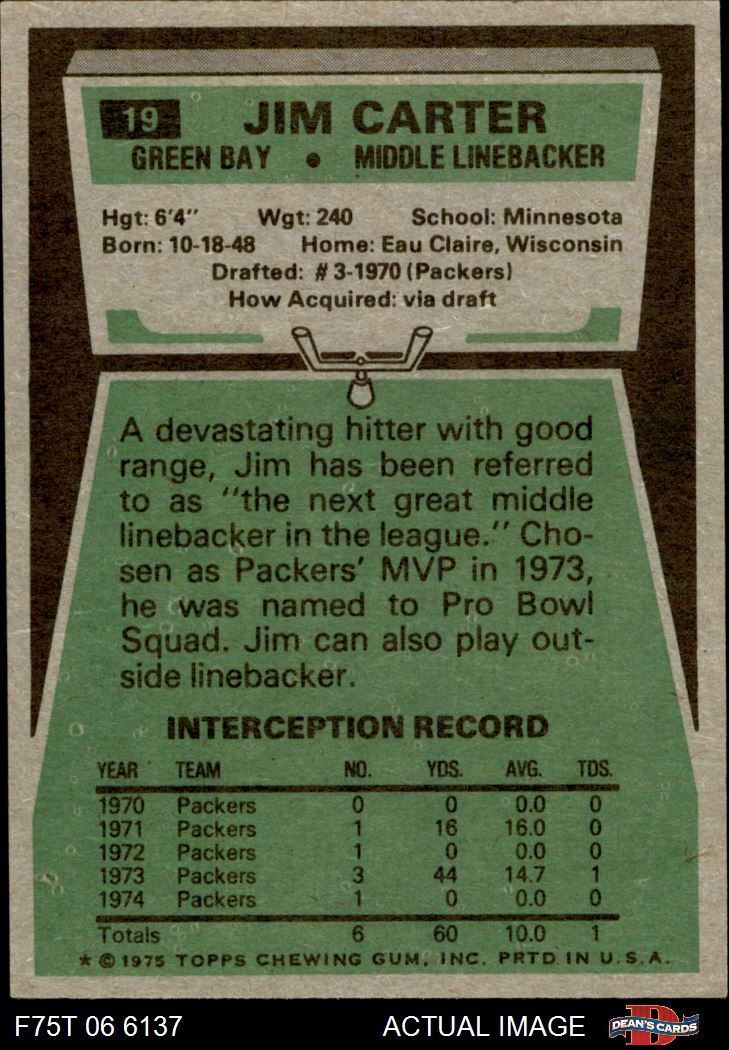 19 JIM CARTER
GREEN BAY • MIDDLE LINEBACKER
Hgt: 6'4" Wgt: 240 School: Minnesota
Born: 10-18-48 Home: Eau Claire, Wisconsin
Drafted: #3-1970 (Packers)
How Acquired: via draft
A devastating hitter with good
range, Jim has been referred
to as "the next great middle
linebacker in the league." Cho-
sen as Packers' MVP in 1973,
he was named to Pro Bowl
Squad. Jim can also play out-
side linebacker.
INTERCEPTION RECORD
YEAR TEAM NO. YDS. AVG. TDS.
1970 Packers 0 0 0.0 0
1971 Packers 1 16 16.0 0
1972 Packers 1 0 0.0 0
1973 Packers 3 44 14.7 1
1974 Packers 1 0 0.0 0
Totals 6 60 10.0 1
* © 1975 TOPPS CHEWING GUM, INC. PRTD IN U.S.A.
F75T 06 6137 ACTUAL IMAGE DEAN'S CARDS